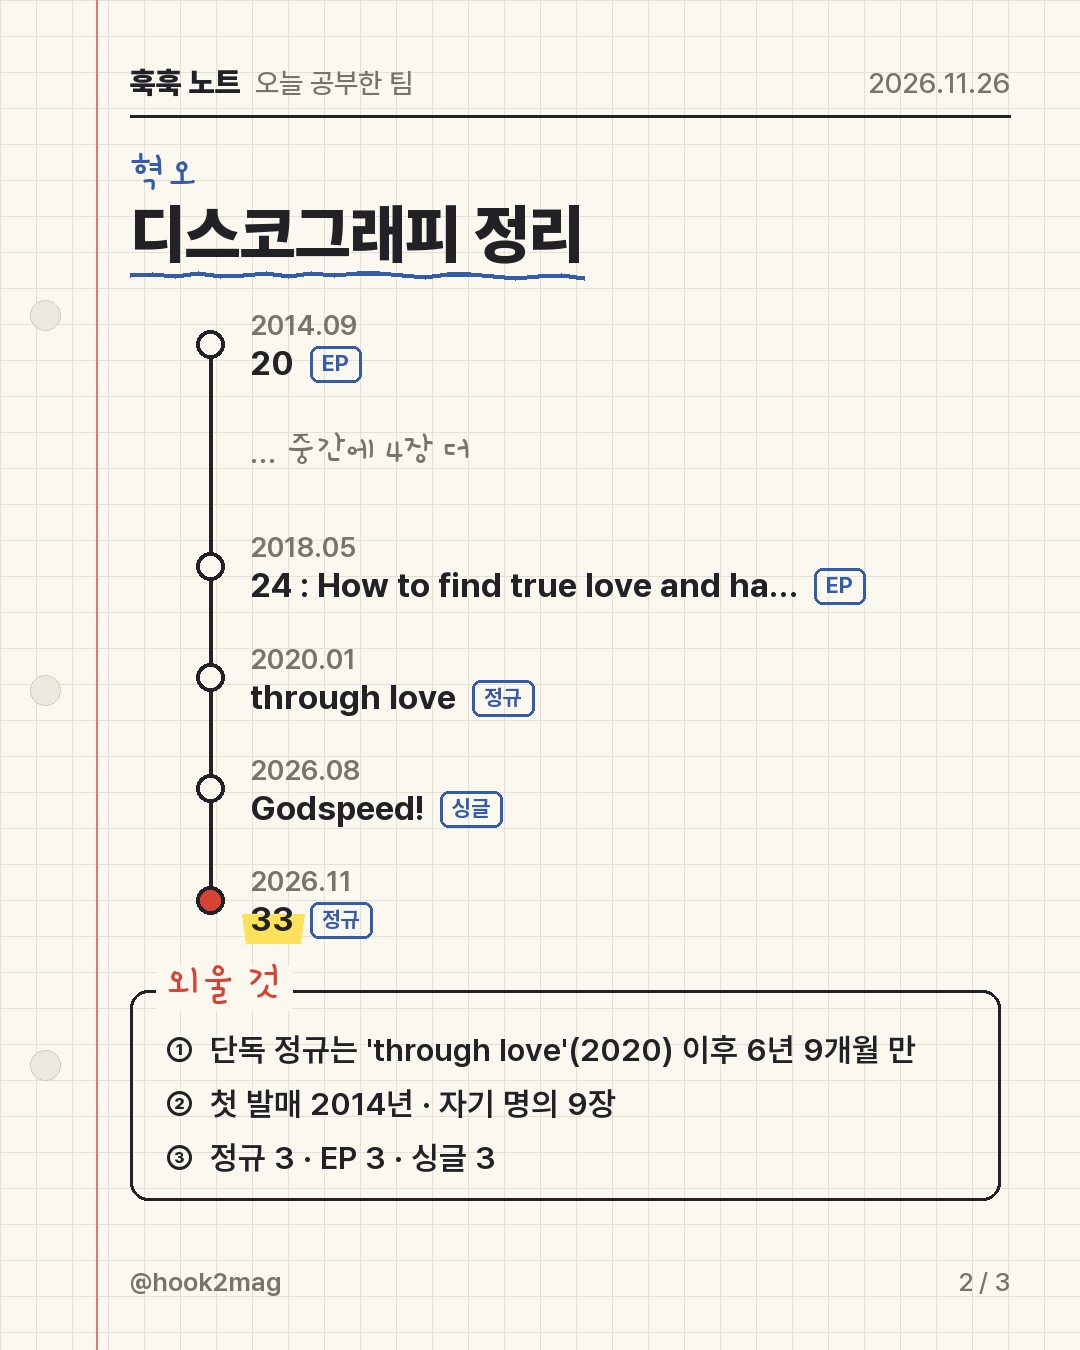 훅훅 노트 오늘 공부한 팀 2026.11.26
혁오
디스코그래피 정리
2014.09
20 EP
... 중간에 4장 더
2018.05
24 : How to find true love and ha... EP
2020.01
through love 정규
2026.08
Godspeed! 싱글
2026.11
33 정규
외울 것
① 단독 정규는 'through love'(2020) 이후 6년 9개월 만
② 첫 발매 2014년 · 자기 명의 9장
③ 정규 3 · EP 3 · 싱글 3
@hook2mag 2 / 3